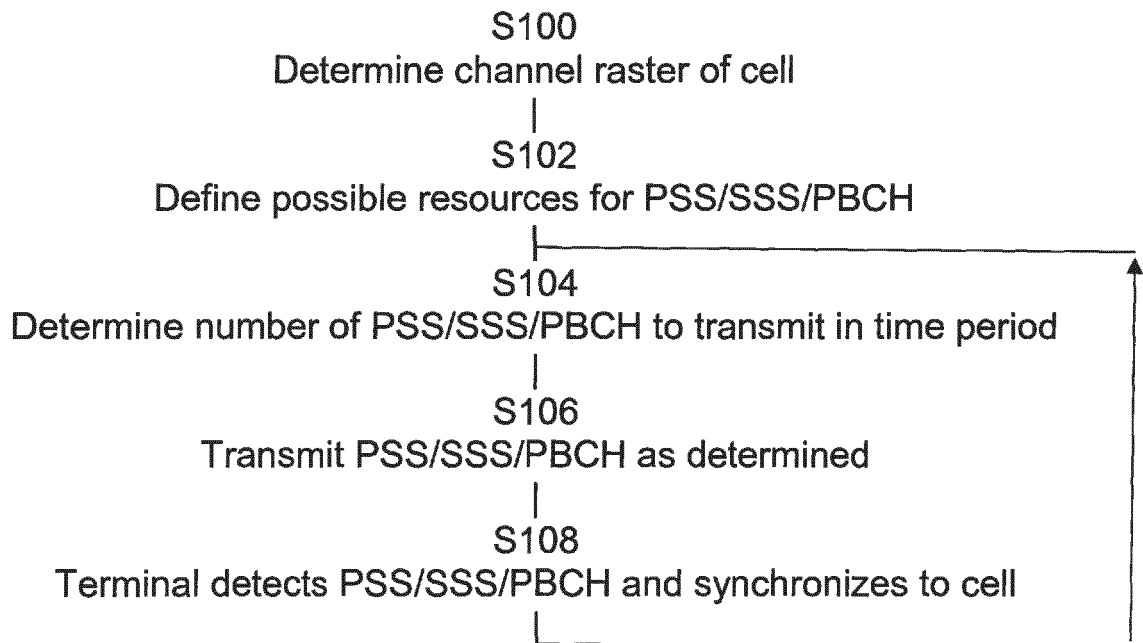 S100
Determine channel raster of cell
S102
Define possible resources for PSS/SSS/PBCH
S104
Determine number of PSS/SSS/PBCH to transmit in time period
S106
Transmit PSS/SSS/PBCH as determined
S108
Terminal detects PSS/SSS/PBCH and synchronizes to cell